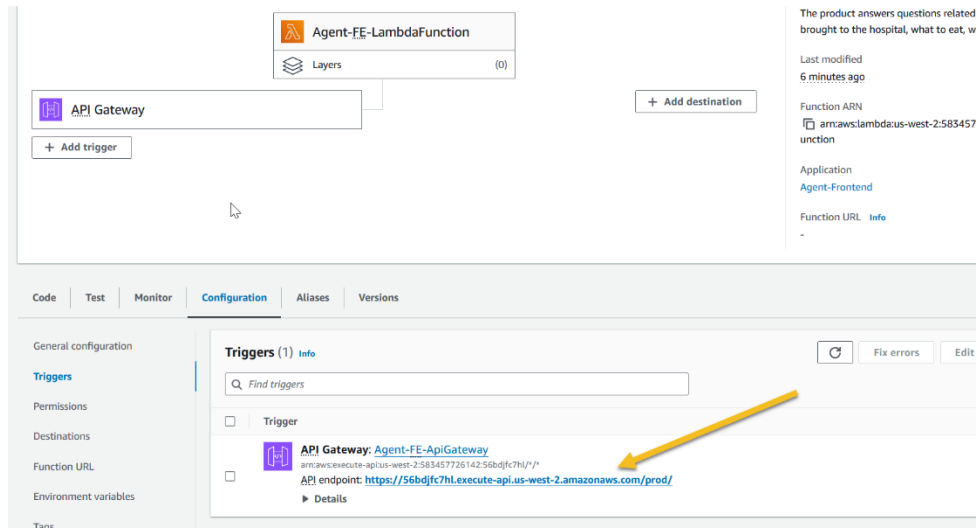 The product answers questions related
brought to the hospital, what to eat, w
Agent-FE-LambdaFunction
Layers
(0)
Last modified
6 minutes ago
API Gateway
+ Add destination
Function ARN
arn:aws:lambda:us-west-2:583457
unction
+ Add trigger
Application
Agent-Frontend
Function URL Info
-
Code
Test
Monitor
Configuration
Aliases
Versions
General configuration
Triggers
Permissions
Destinations
Function URL
Environment variables
Tags
Triggers (1) Info
Fix errors
Edit
Find triggers
Trigger
API Gateway: Agent-FE-ApiGateway
arn:aws:execute-api:us-west-2:583457726142:56bdjfc7hl/*/*
API endpoint: https://56bdjfc7hl.execute-api.us-west-2.amazonaws.com/prod/
Details